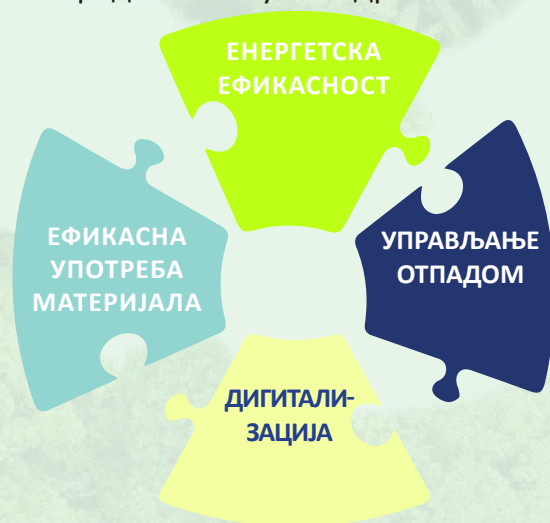 ЕНЕРГЕТСКА
ЕФИКАСНОСТ
ЕФИКАСНА
УПОТРЕБА
МАТЕРИЈАЛА
УПРАВЉАЊЕ
ОТПАДОМ
ДИГИТАЛИ-
ЗАЦИЈА